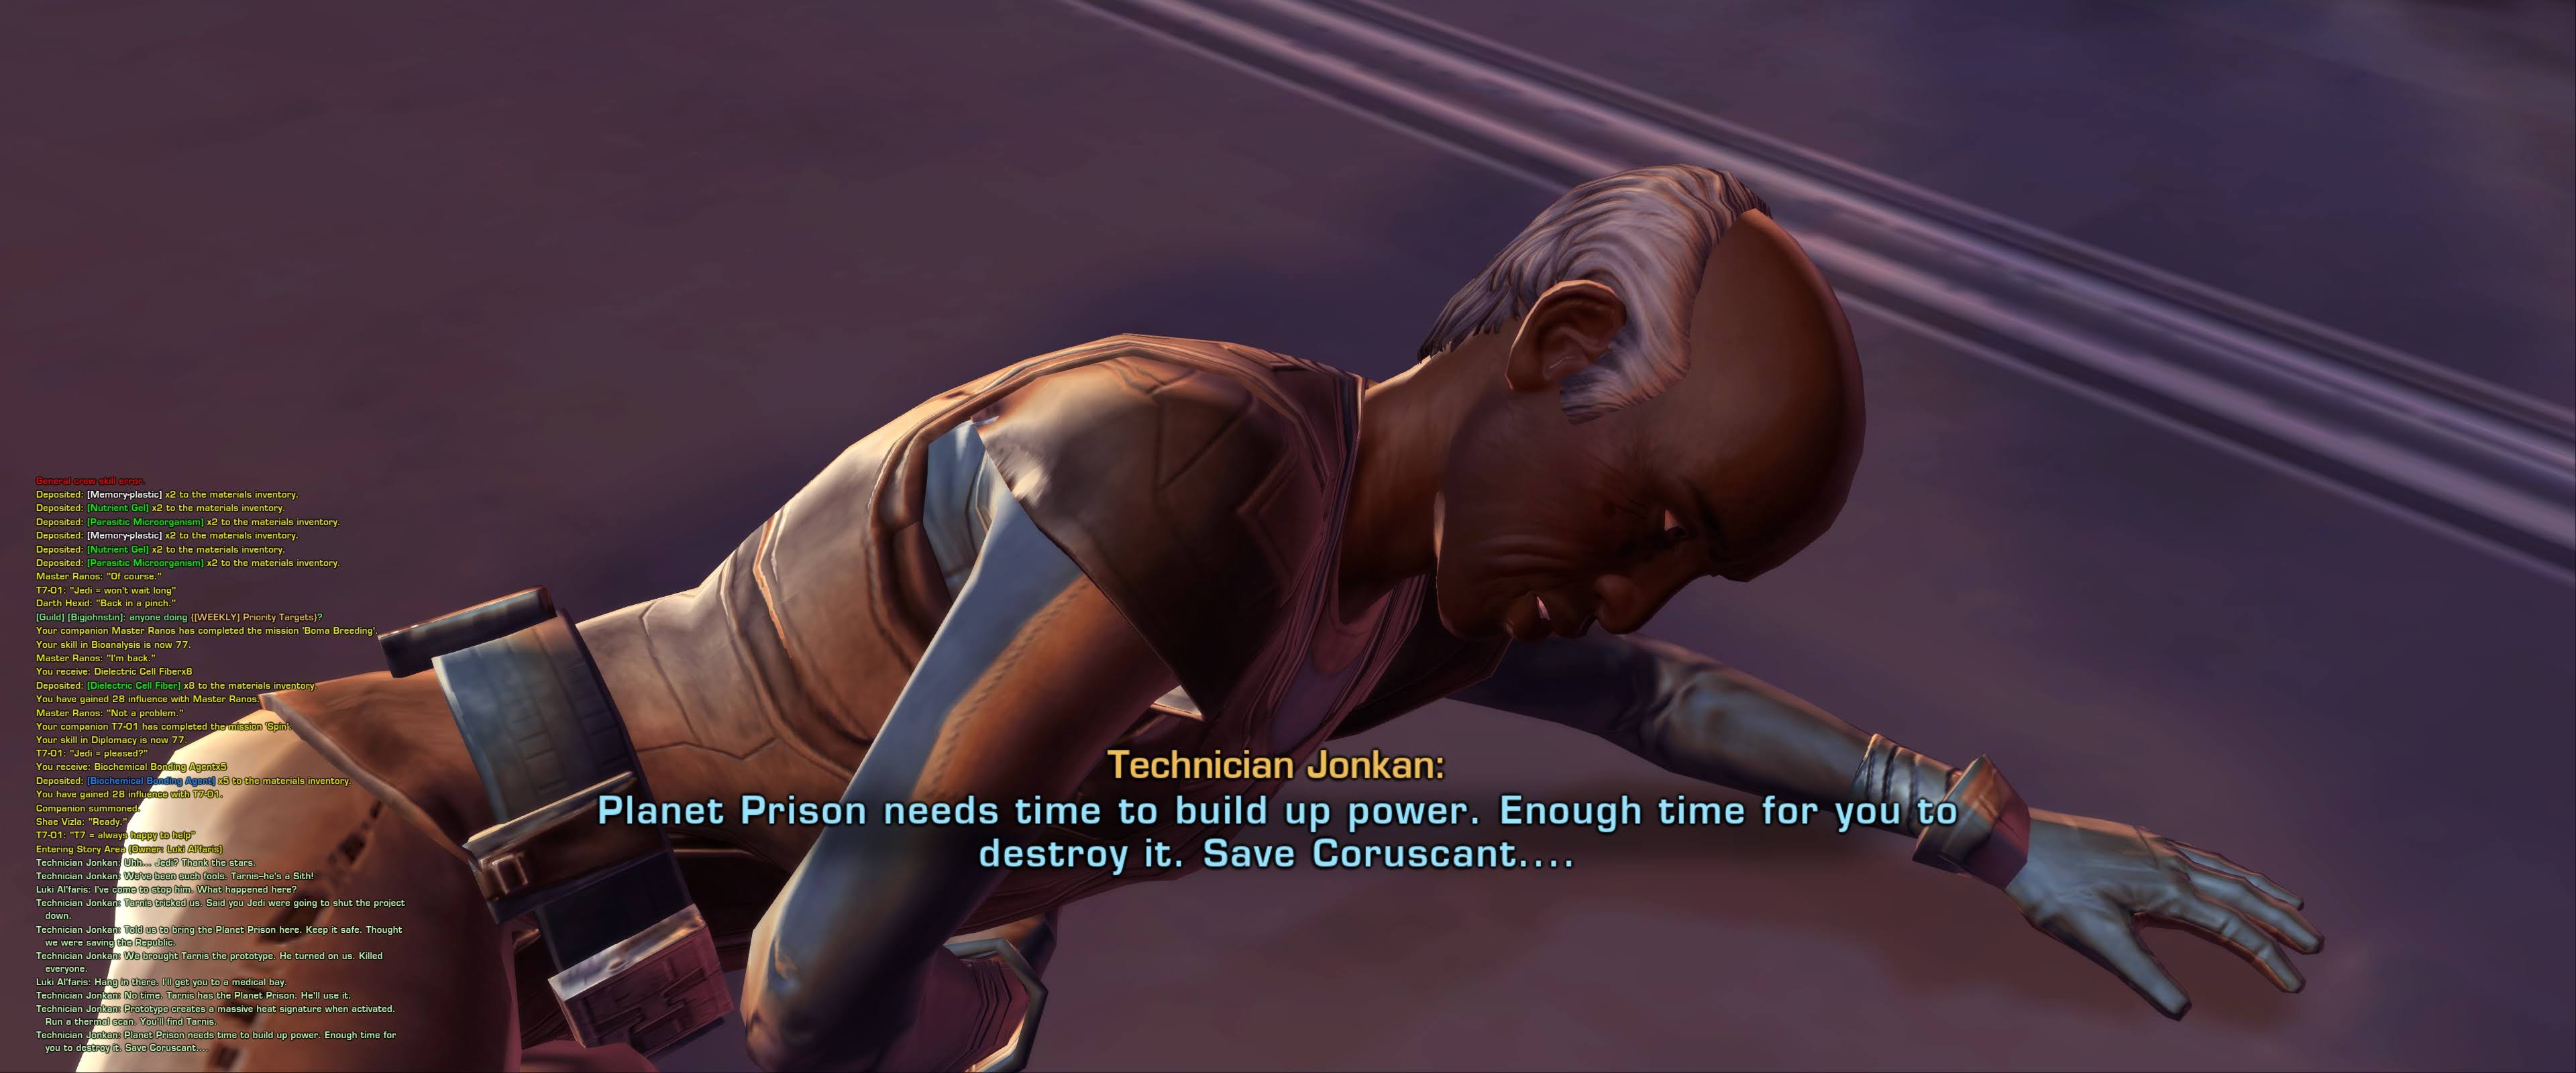 General crew skill error.
Deposited: [Memory-plastic] x2 to the materials inventory.
Deposited: [Nutrient Gel] x2 to the materials inventory.
Deposited: [Parasitic Microorganism] x2 to the materials inventory.
Deposited: [Memory-plastic] x2 to the materials inventory.
Deposited: [Nutrient Gel] x2 to the materials inventory.
Deposited: [Parasitic Microorganism] x2 to the materials inventory.
Master Ranos: "Of course."
T7-01: "Jedi = won't wait long"
Darth Hexid: "Back in a pinch."
[Guild] [Bigjohnstin]: anyone doing {[WEEKLY] Priority Targets}?
Your companion Master Ranos has completed the mission 'Boma Breeding'.
Your skill in Bioanalysis is now 77.
Master Ranos: "I'm back."
You receive: Dielectric Cell Fiberx8
Deposited: [Dielectric Cell Fiber] x8 to the materials inventory.
You have gained 28 influence with Master Ranos.
Master Ranos: "Not a problem."
Your companion T7-01 has completed the mission 'Spin'.
Your skill in Diplomacy is now 77.
T7-01: "Jedi = pleased?"
You receive: Biochemical Bonding Agentx5
Deposited: [Biochemical Bonding Agent] x5 to the materials inventory.
You have gained 28 influence with T7-01.
Companion summoned.
Shae Vizla: "Ready."
T7-01: "T7 = always happy to help"
Entering Story Area (Owner: Luki Al'faris)
Technician Jonkan: Uhh... Jedi? Thank the stars.
Technician Jonkan: We've been such fools. Tarnis–he's a Sith!
Luki Al'faris: I've come to stop him. What happened here?
Technician Jonkan: Tarnis tricked us. Said you Jedi were going to shut the project
down.
Technician Jonkan: Told us to bring the Planet Prison here. Keep it safe. Thought
we were saving the Republic.
Technician Jonkan: We brought Tarnis the prototype. He turned on us. Killed
everyone.
Luki Al'faris: Hang in there. I'll get you to a medical bay.
Technician Jonkan: No time. Tarnis has the Planet Prison. He'll use it.
Technician Jonkan: Prototype creates a massive heat signature when activated.
Run a thermal scan. You'll find Tarnis.
Technician Jonkan: Planet Prison needs time to build up power. Enough time for
you to destroy it. Save Coruscant....
Technician Jonkan:
Planet Prison needs time to build up power. Enough time for you to
destroy it. Save Coruscant....